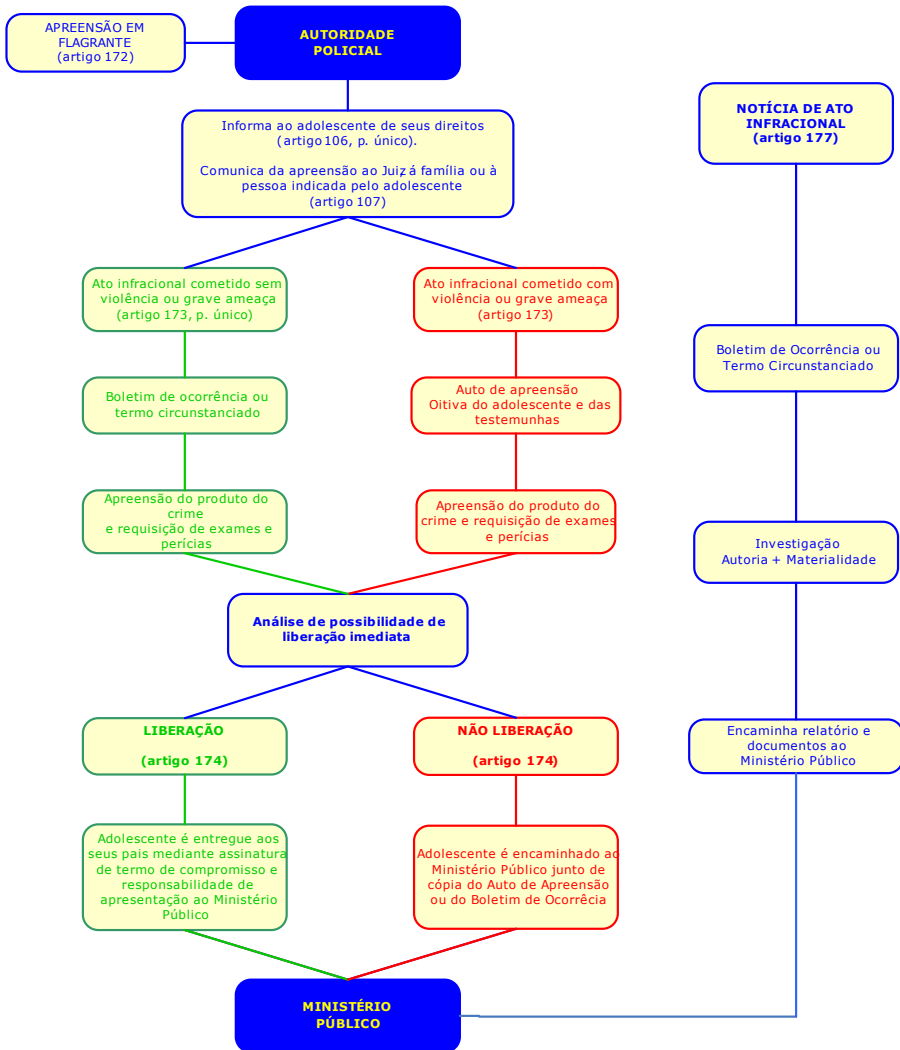 APREENSÃO EM
FLAGRANTE
(artigo 172)
AUTORIDADE
POLICIAL
Informa ao adolescente de seus direitos
(artigo 106, p. único).
Comunica da apreensão ao Juiz, á família ou à
pessoa indicada pelo adolescente
(artigo 107)
NOTÍCIA DE ATO
INFRACIONAL
(artigo 177)
Ato infracional cometido sem
violência ou grave ameaça
(artigo 173, p. único)
Ato infracional cometido com
violência ou grave ameaça
(artigo 173)
Boletim de Ocorrência ou
Termo Circunstanciado
Boletim de ocorrência ou
termo circunstanciado
Auto de apreensão
Oitiva do adolescente e das
testemunhas
Apreensão do produto do
crime
e requisição de exames e
perícias
Apreensão do produto do
crime e requisição de exames
e perícias
Investigação
Autoria + Materialidade
Análise de possibilidade de
liberação imediata
LIBERAÇÃO
(artigo 174)
NÃO LIBERAÇÃO
(artigo 174)
Encaminha relatório e
documentos ao
Ministério Público
Adolescente é entregue aos
seus pais mediante assinatura
de termo de compromisso e
responsabilidade de
apresentação ao Ministério
Público
Adolescente é encaminhado ao
Ministério Público junto de
cópia do Auto de Apreensão
ou do Boletim de Ocorrêcia
MINISTÉRIO
PÚBLICO